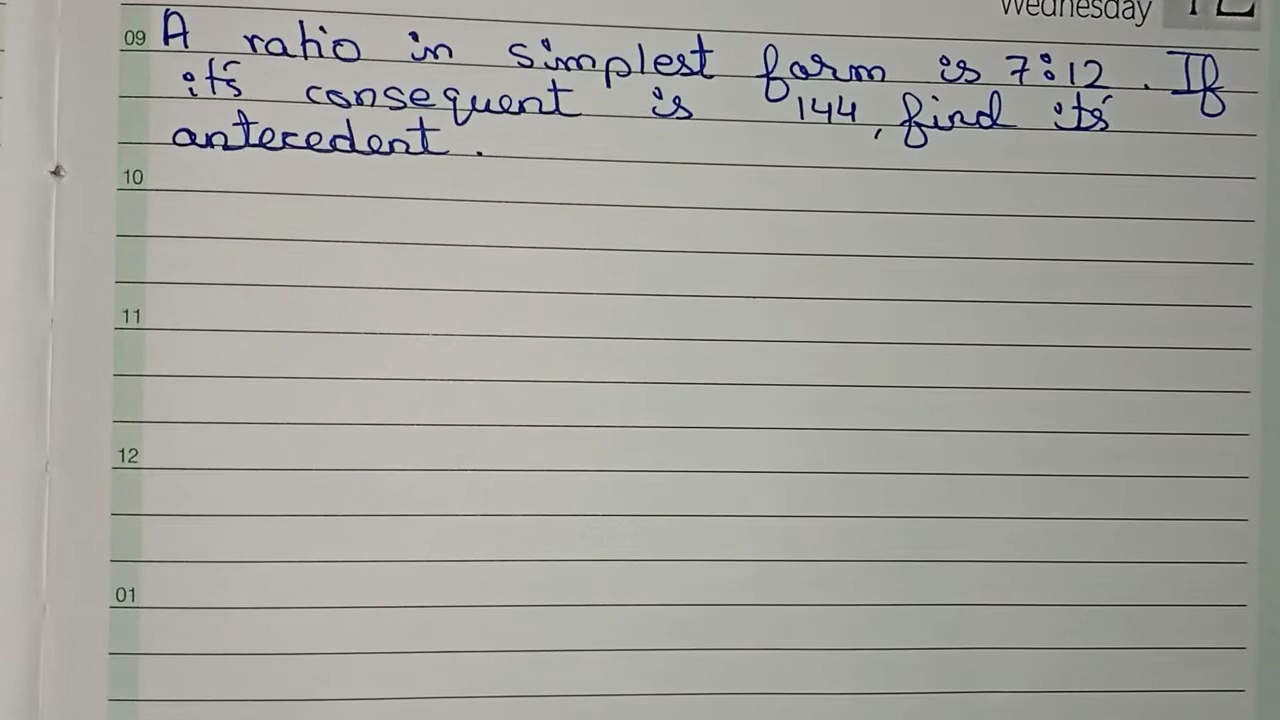 Wednesday
09 A ratio in simplest form is 7:12. If
its consequent is 144, find its
antecedent.
10
11
12
01